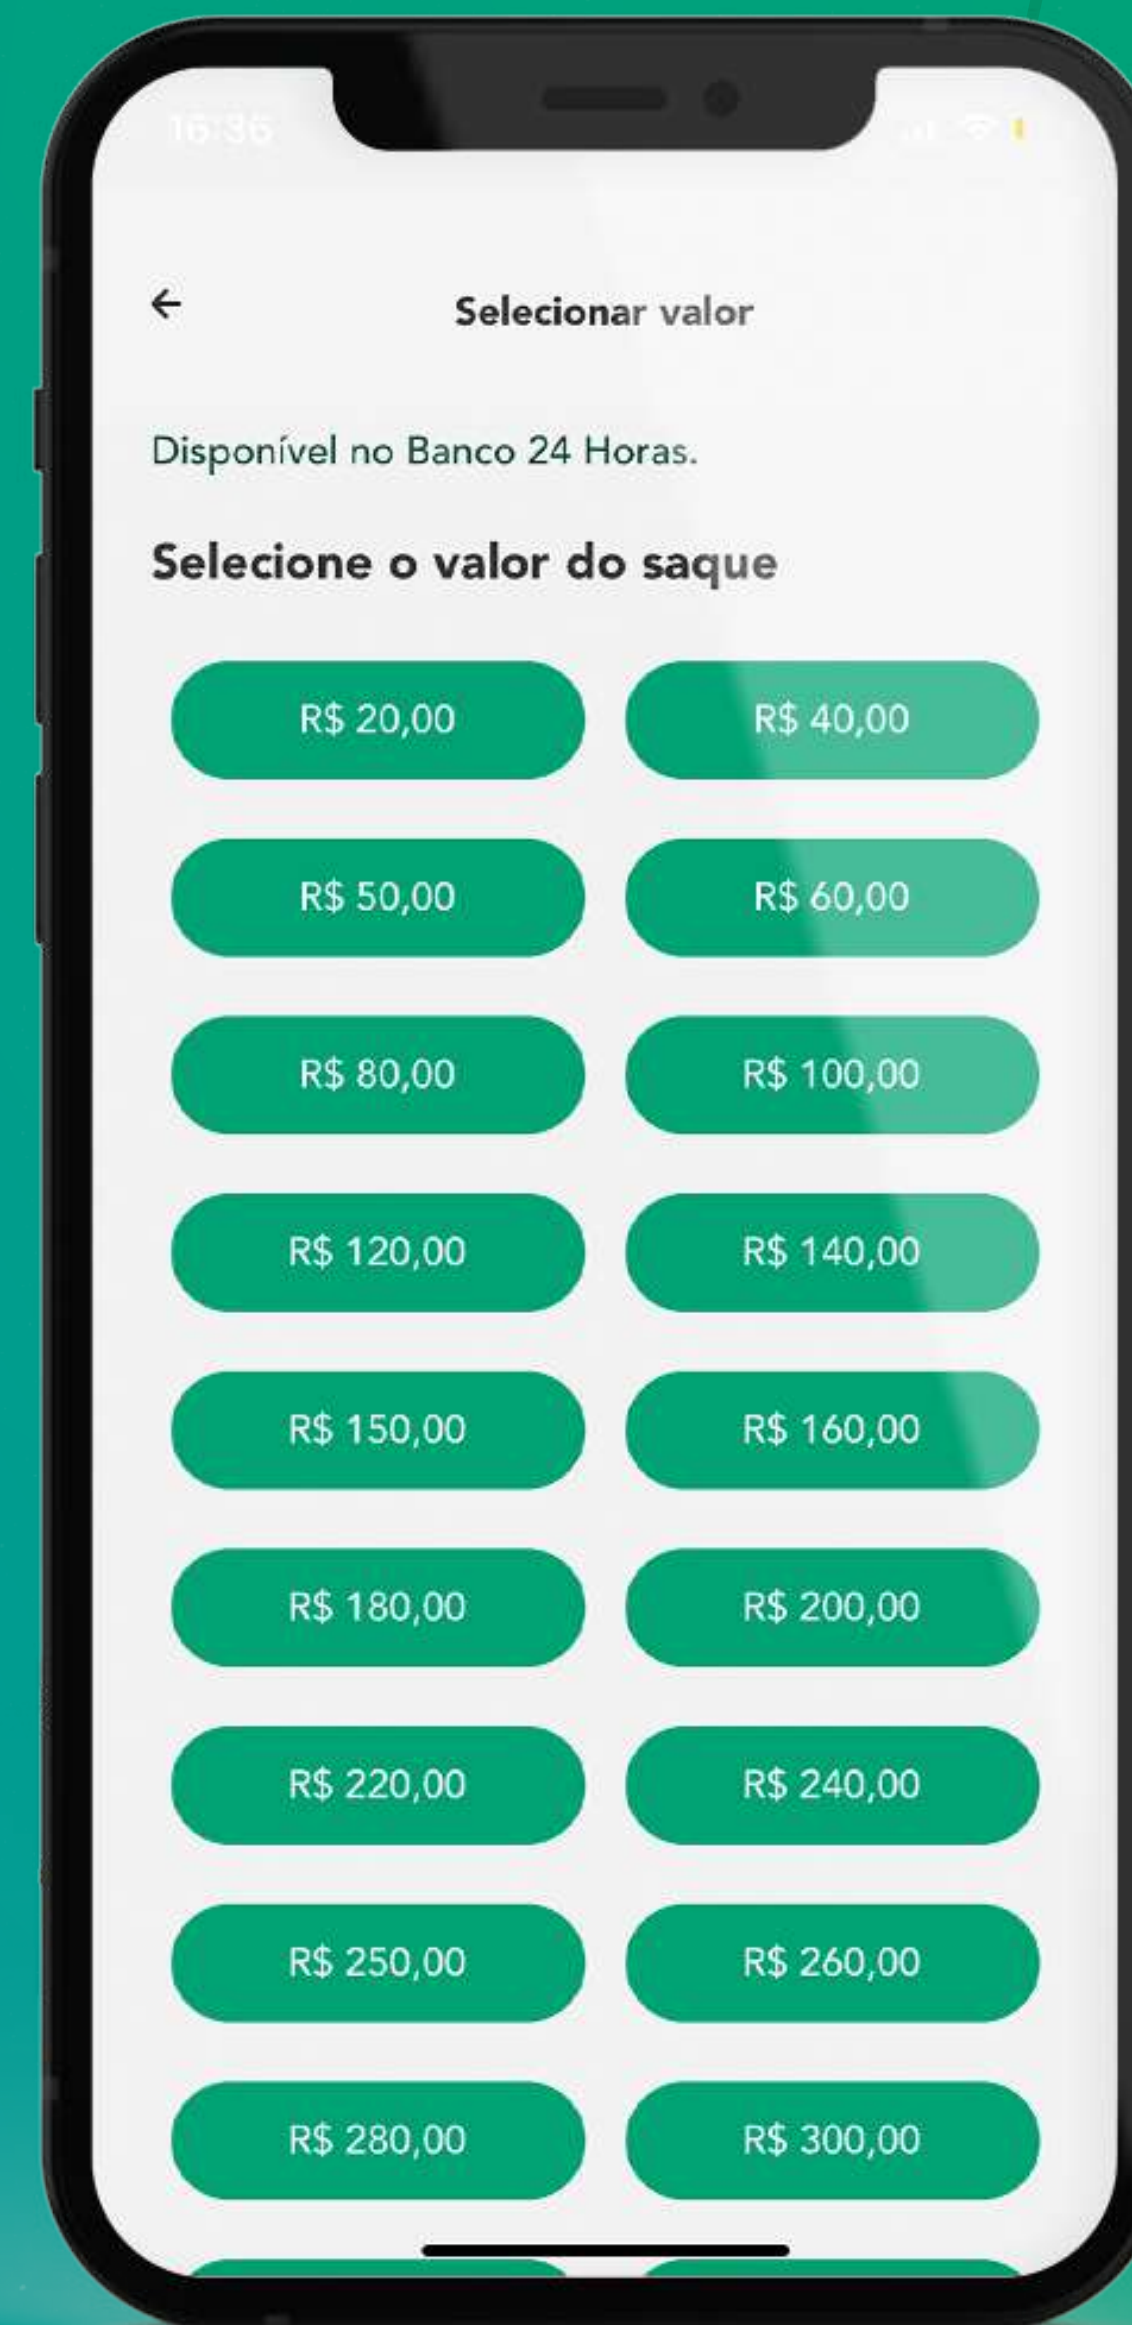 16:36
Selecionar valor
Disponível no Banco 24 Horas.
Selecione o valor do saque
R$ 20,00 R$ 40,00
R$ 50,00 R$ 60,00
R$ 80,00 R$ 100,00
R$ 120,00 R$ 140,00
R$ 150,00 R$ 160,00
R$ 180,00 R$ 200,00
R$ 220,00 R$ 240,00
R$ 250,00 R$ 260,00
R$ 280,00 R$ 300,00